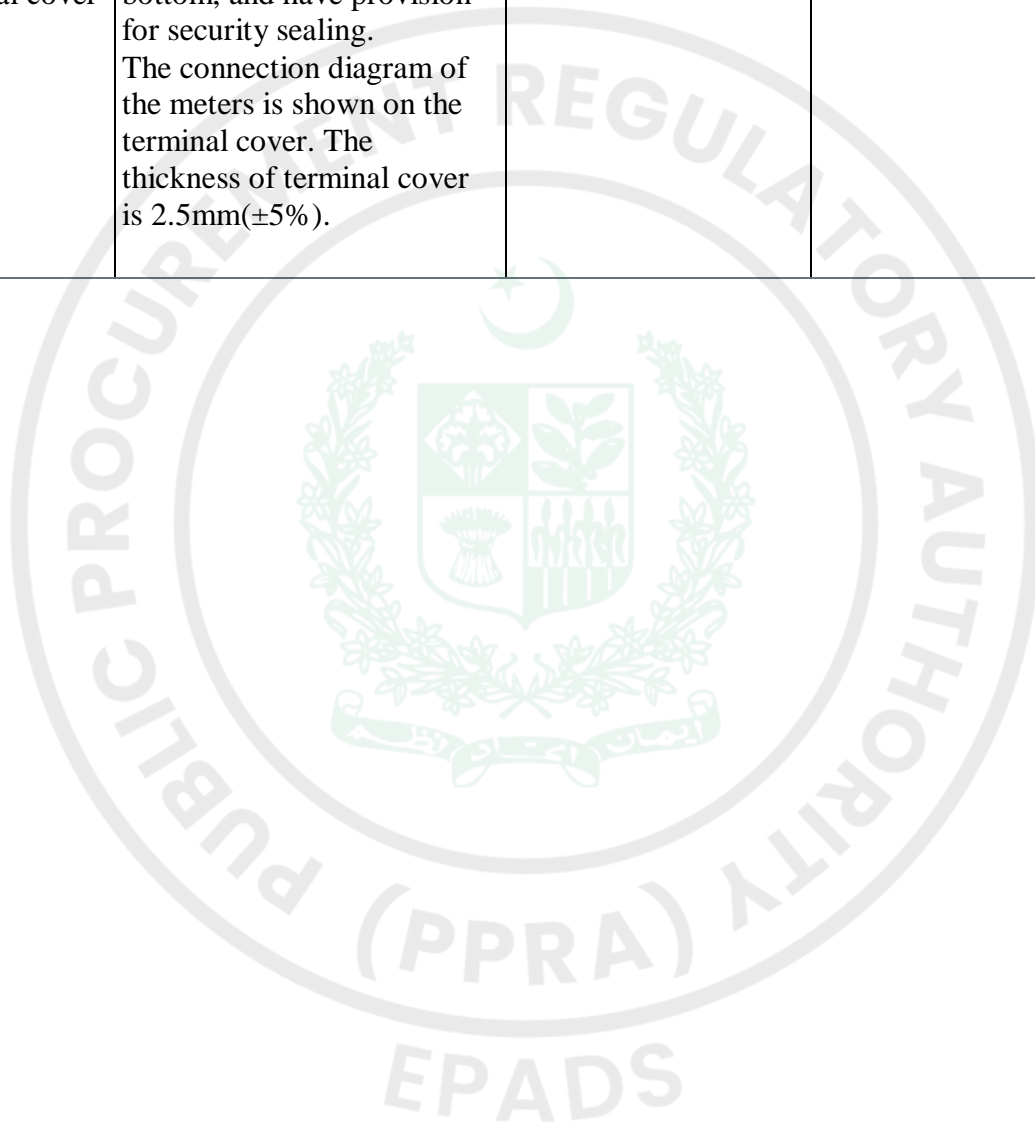 al cover
bottom, and have provision
for security sealing.
The connection diagram of
the meters is shown on the
terminal cover. The
thickness of terminal cover
is 2.5mm(±5%).
PUBLIC PROCUREMENT REGULATORY AUTHORITY
(PPRA)
EPADS